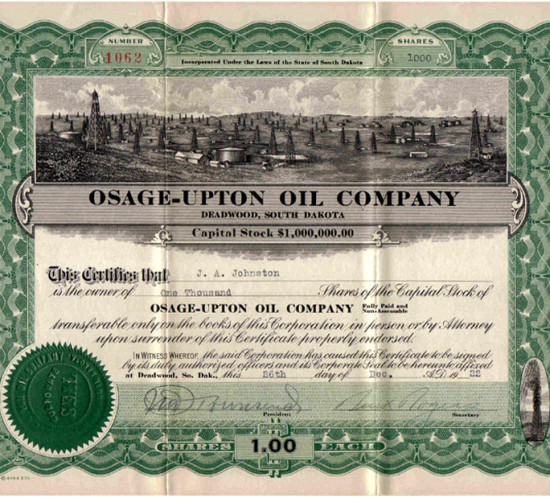 NUMBER
1062
Incorporated Under the Laws of the State of South Dakota
SHARES
1000
OSAGE-UPTON OIL COMPANY
DEADWOOD, SOUTH DAKOTA
Capital Stock $1,000,000.00
This Certifies that J. A. Johnston
is the owner of One Thousand Shares of the Capital Stock of
OSAGE-UPTON OIL COMPANY Fully Paid and Non-Assessable
transferable only on the books of this Corporation in person or by Attorney
upon surrender of this Certificate properly endorsed.
IN WITNESS WHEREOF, the said Corporation has caused this Certificate to be signed
by its duly authorized officers and its Corporate Seal to be hereunto affixed
at Deadwood, So. Dak., this 26th day of Dec. A.D. 19 22
President
Secretary
SHARES 1.00 EACH